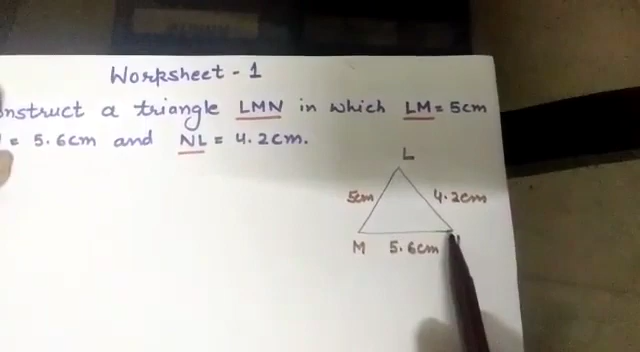 Worksheet - 1
nstruct a triangle LMN in which LM = 5cm
= 5.6cm and NL = 4.2cm.
L
5cm
4.2cm
M
5.6cm